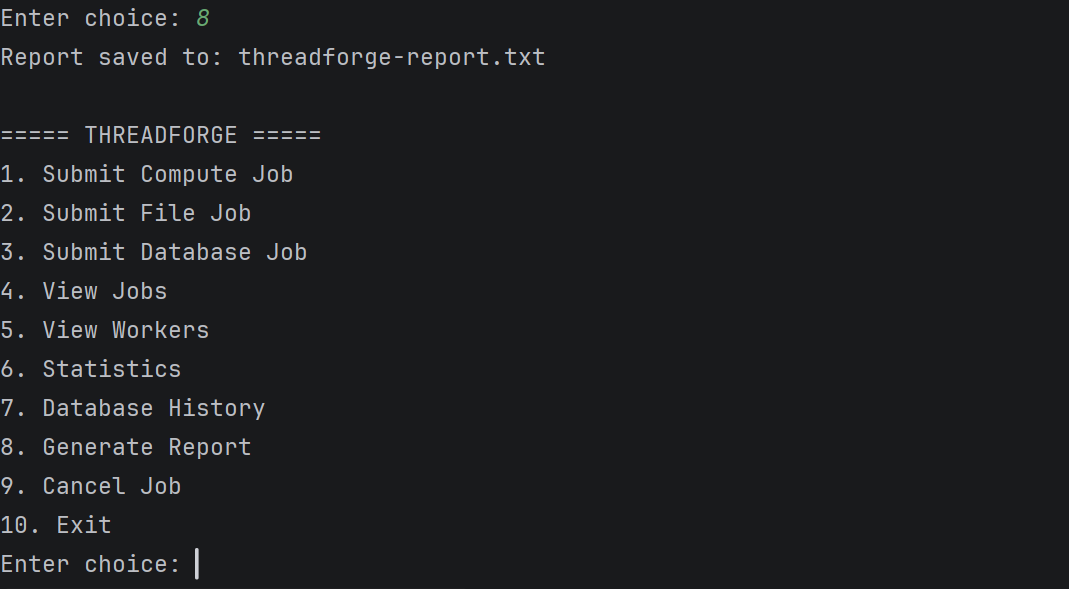 Enter choice: 8
Report saved to: threadforge-report.txt
===== THREADFORGE =====
1. Submit Compute Job
2. Submit File Job
3. Submit Database Job
4. View Jobs
5. View Workers
6. Statistics
7. Database History
8. Generate Report
9. Cancel Job
10. Exit
Enter choice: